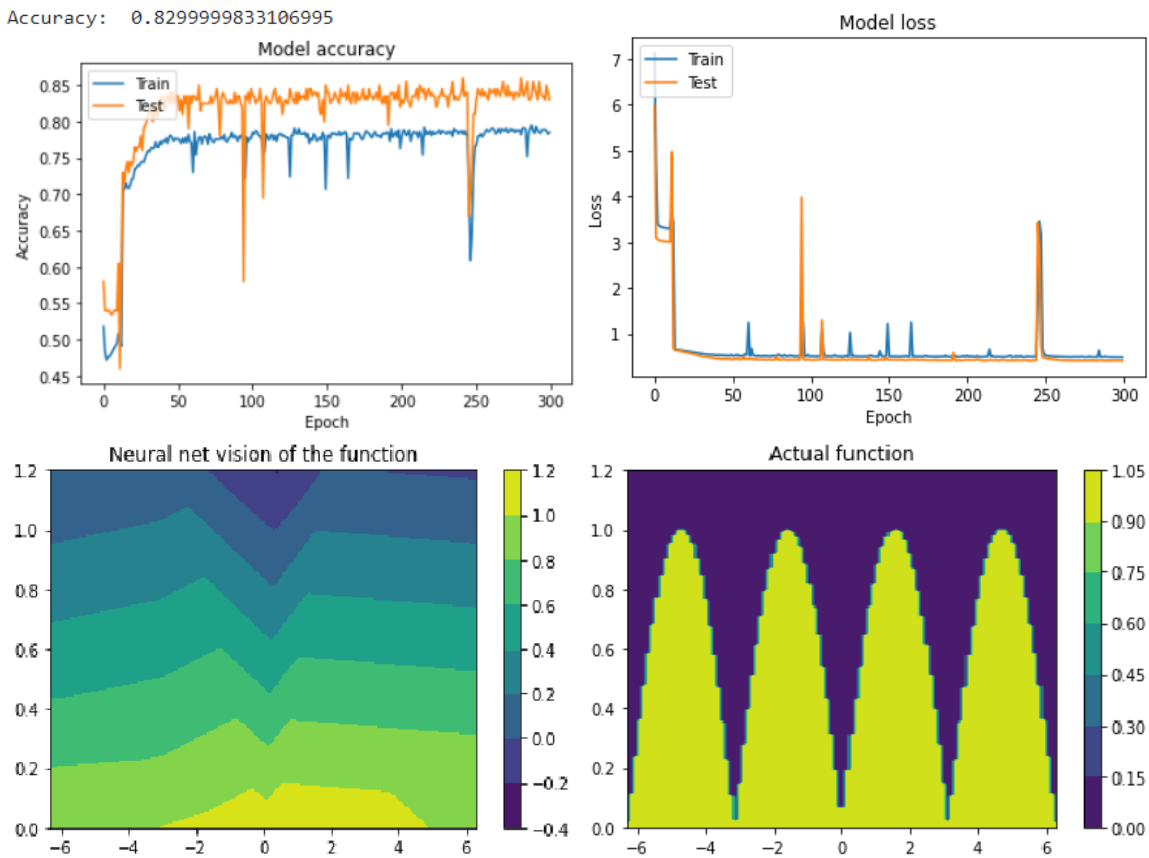 Accuracy:  0.8299999833106995
Model accuracy
Train
Test
0.85
0.80
0.75
0.70
0.65
0.60
0.55
0.50
0.45
Accuracy
0 50 100 150 200 250 300
Epoch
Model loss
Train
Test
7
6
5
4
3
2
1
Loss
0 50 100 150 200 250 300
Epoch
Neural net vision of the function
1.2
1.0
0.8
0.6
0.4
0.2
0.0
−6 −4 −2 0 2 4 6
1.2
1.0
0.8
0.6
0.4
0.2
0.0
−0.2
−0.4
Actual function
1.2
1.0
0.8
0.6
0.4
0.2
0.0
−6 −4 −2 0 2 4 6
1.05
0.90
0.75
0.60
0.45
0.30
0.15
0.00